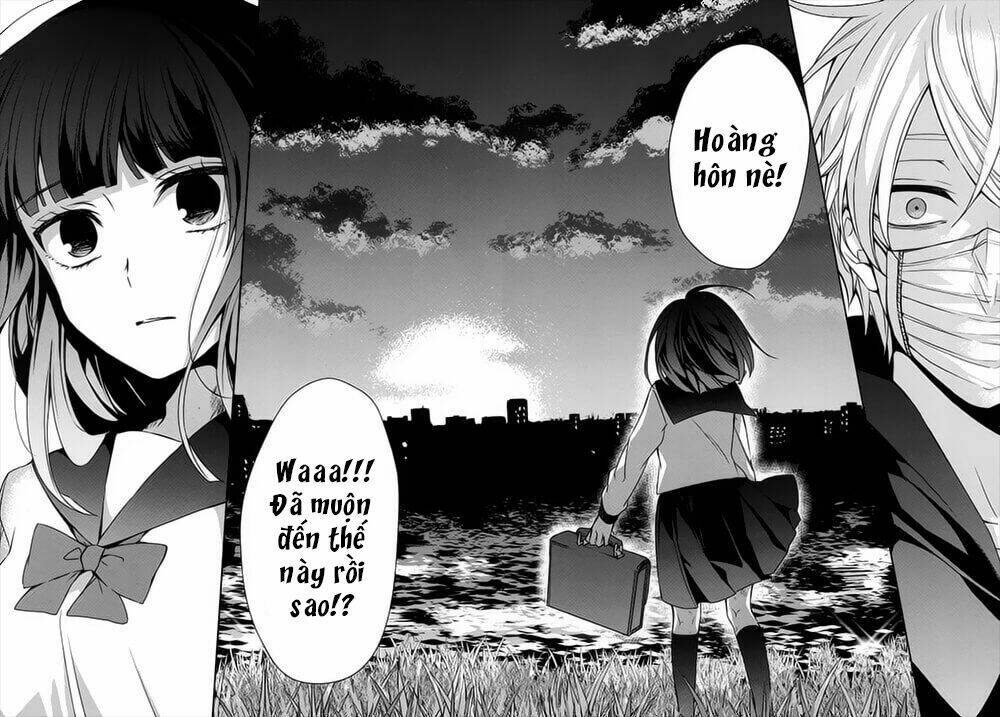 Hoàng
hôn nè!
Waaa!!!
Đã muộn
đến thế
này rồi
sao!?